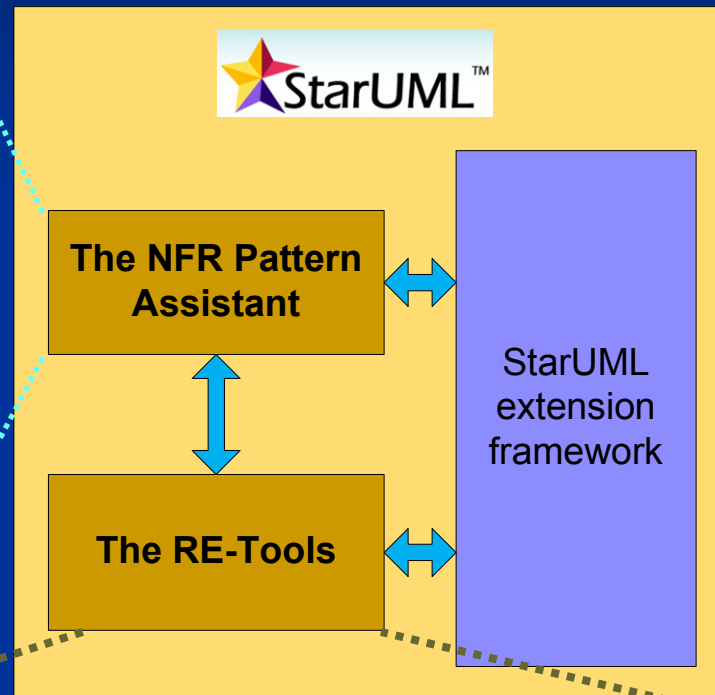 StarUML™
The NFR Pattern
Assistant
StarUML
extension
framework
The RE-Tools